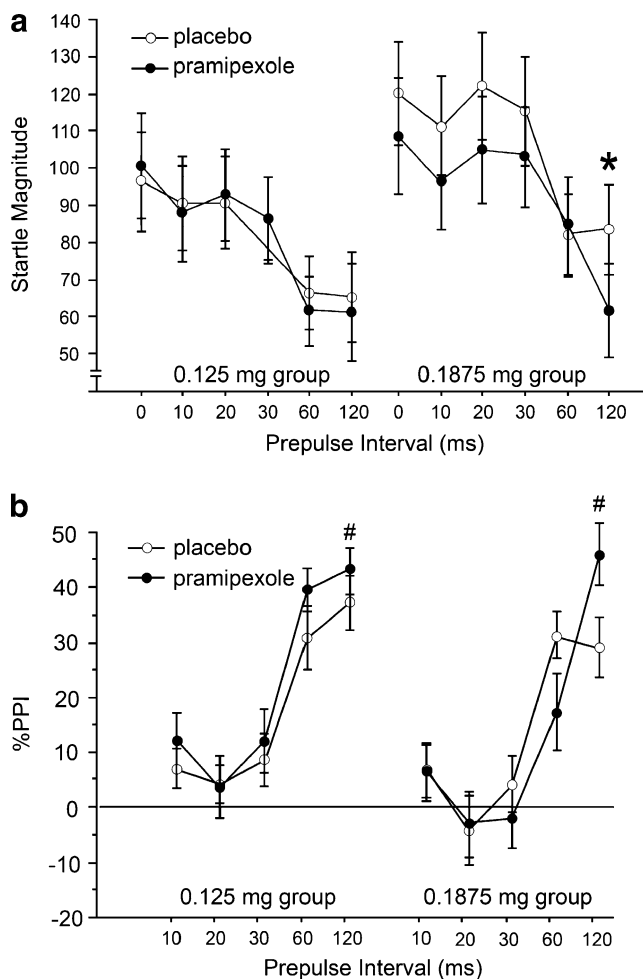 a
140
130
120
110
100
90
80
70
60
50
Startle Magnitude
placebo
pramipexole
*
0.125 mg group
0.1875 mg group
0 10 20 30 60 120 0 10 20 30 60 120
Prepulse Interval (ms)
b
50
40
30
20
10
0
-10
-20
%PPI
placebo
pramipexole
#
#
0.125 mg group
0.1875 mg group
10 20 30 60 120 10 20 30 60 120
Prepulse Interval (ms)